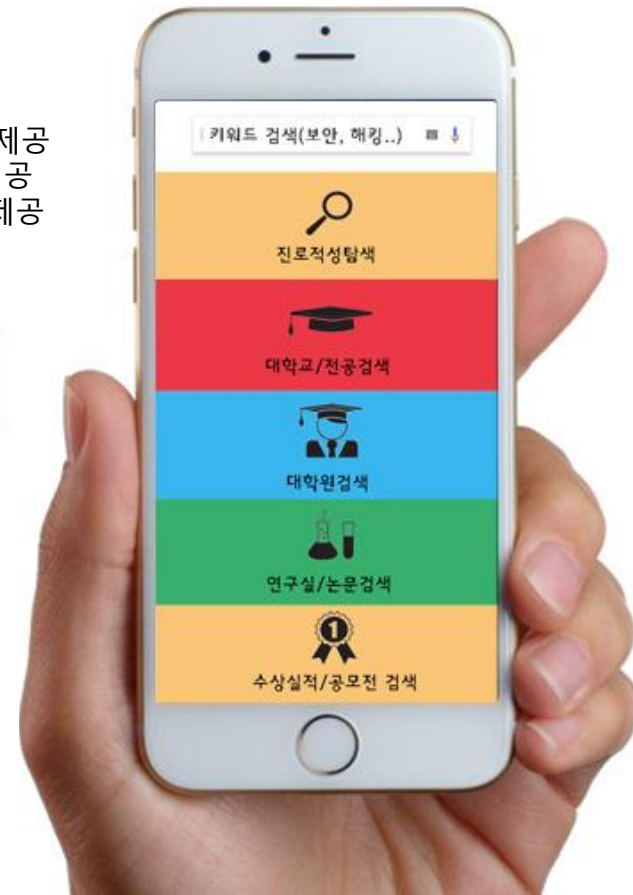 제공
공
제공
키워드 검색(보안, 해킹..)
진로적성탐색
대학교/전공검색
대학원검색
연구실/논문검색
1
수상실적/공모전 검색